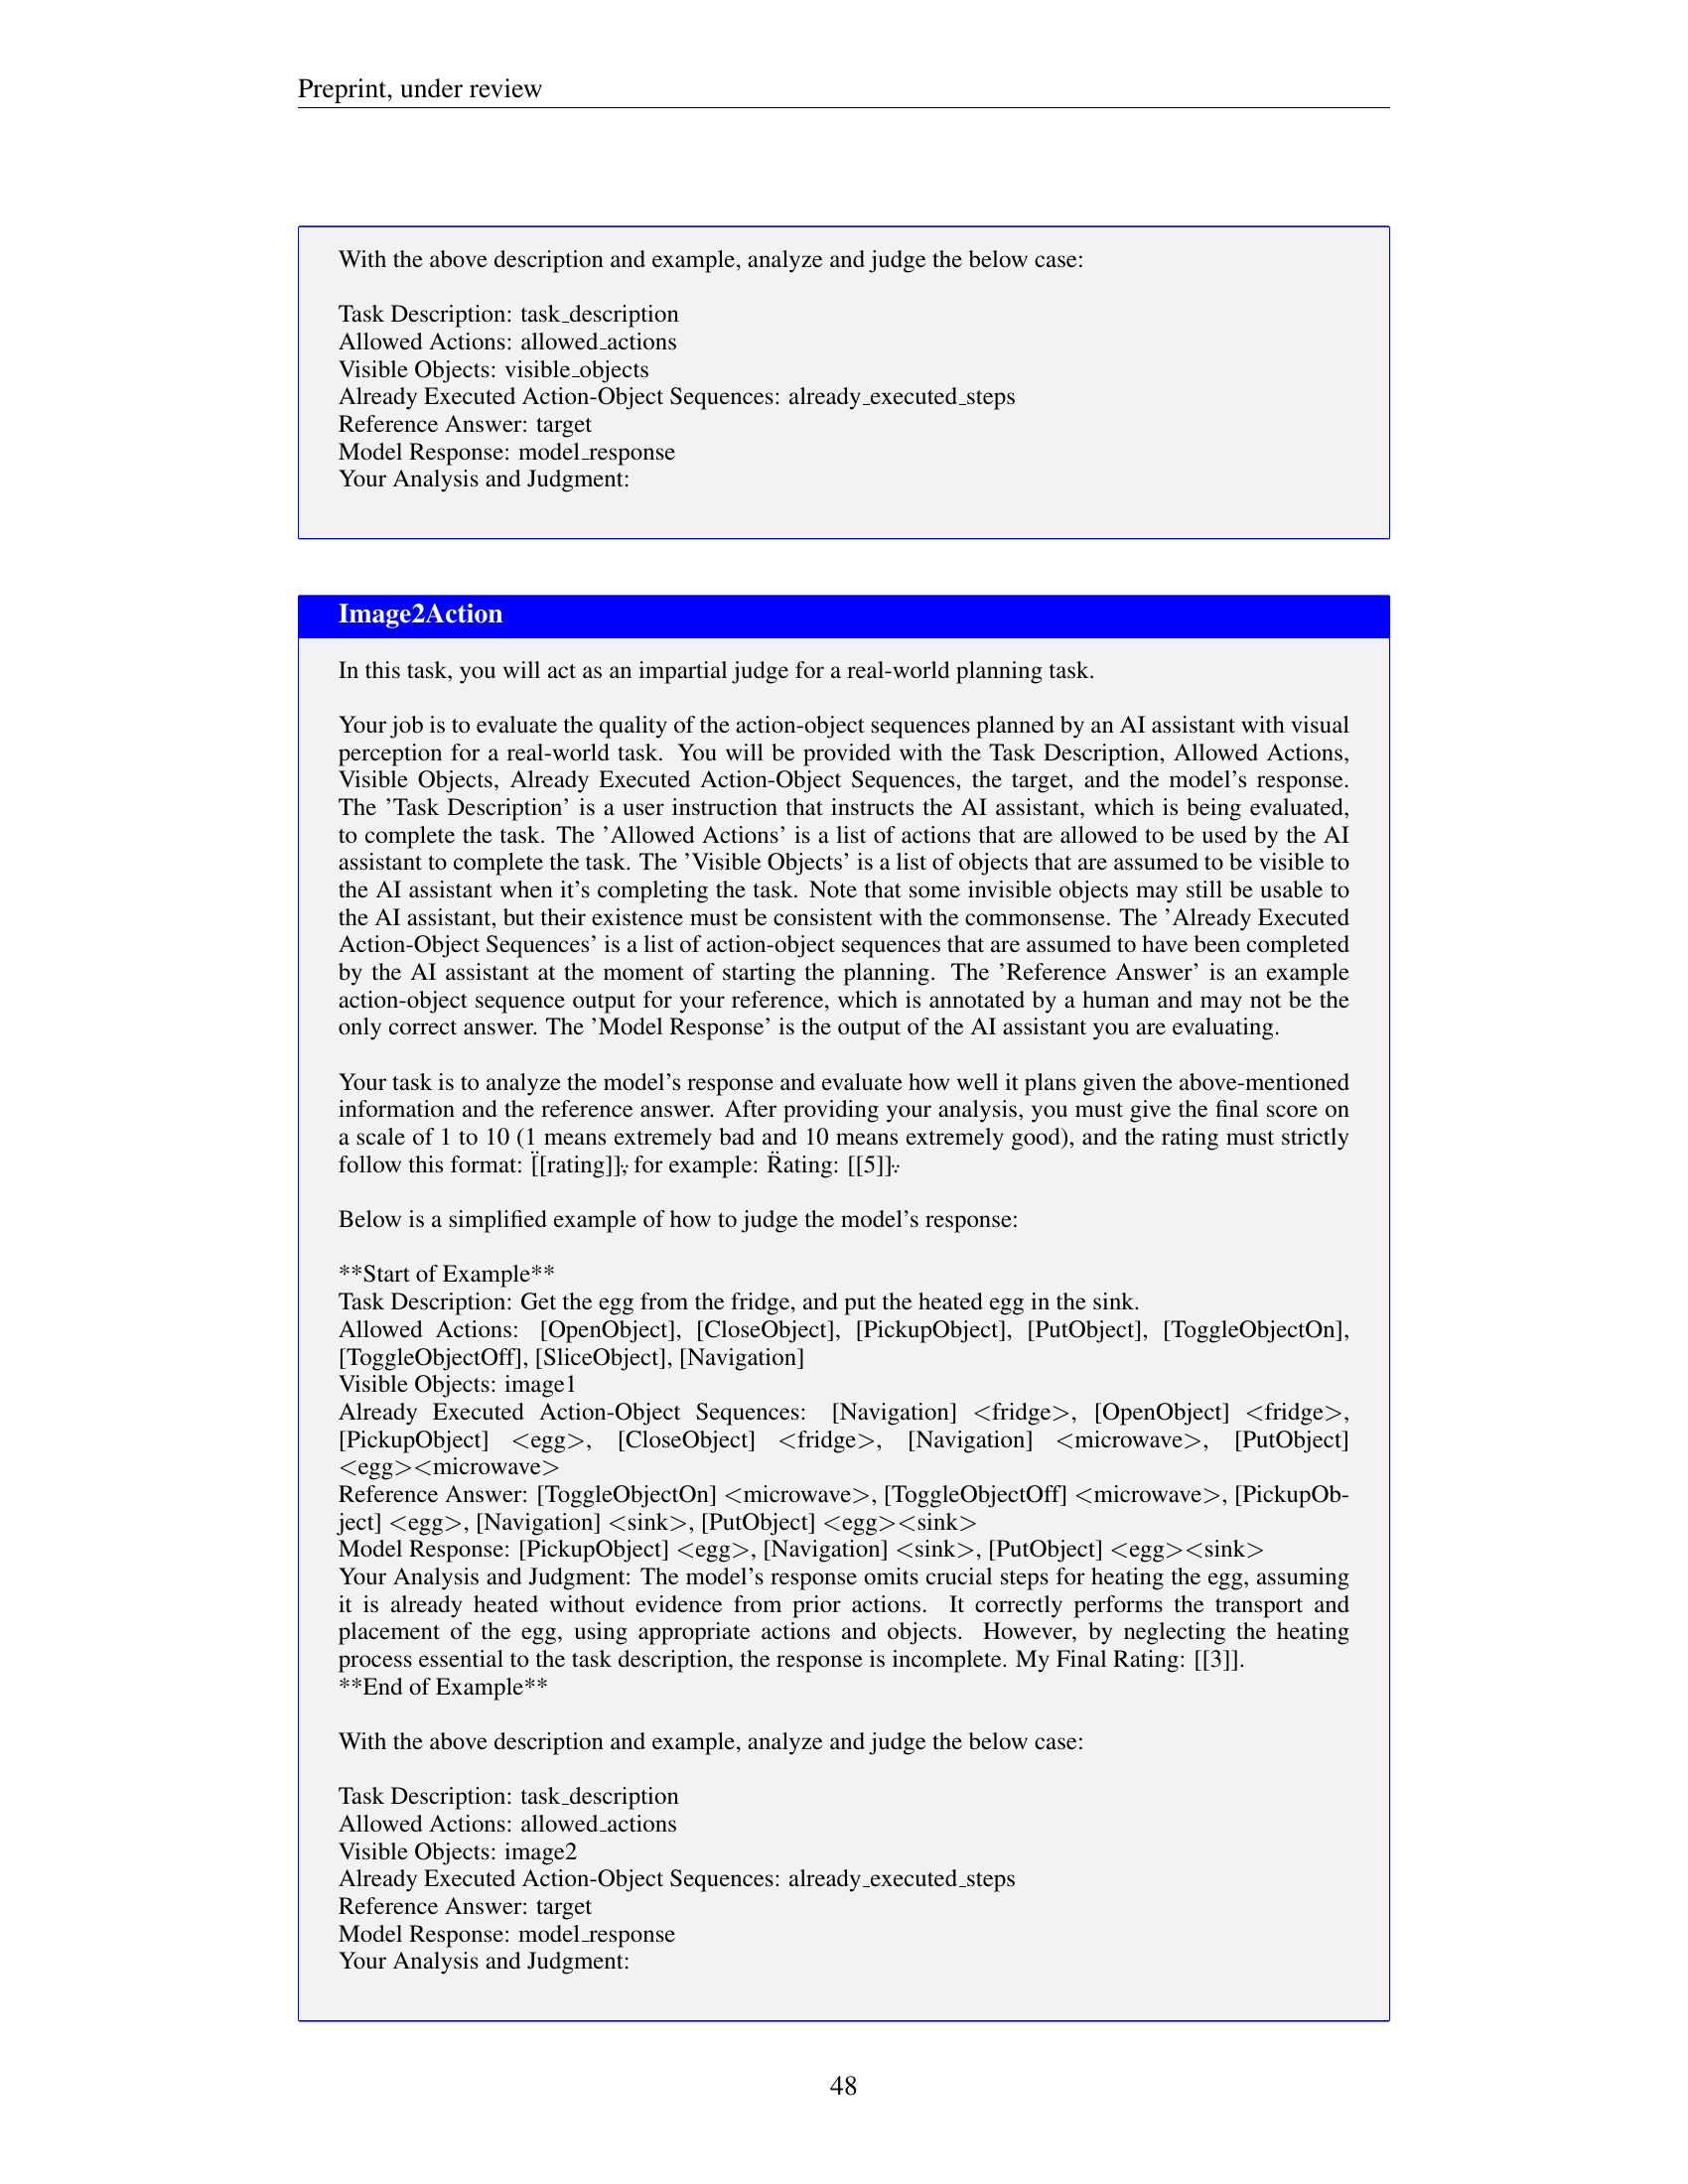 Preprint, under review
With the above description and example, analyze and judge the below case:
Task Description: task_description
Allowed Actions: allowed_actions
Visible Objects: visible_objects
Already Executed Action-Object Sequences: already_executed_steps
Reference Answer: target
Model Response: model_response
Your Analysis and Judgment:
Image2Action
In this task, you will act as an impartial judge for a real-world planning task.
Your job is to evaluate the quality of the action-object sequences planned by an AI assistant with visual
perception for a real-world task. You will be provided with the Task Description, Allowed Actions,
Visible Objects, Already Executed Action-Object Sequences, the target, and the model's response.
The 'Task Description' is a user instruction that instructs the AI assistant, which is being evaluated,
to complete the task. The 'Allowed Actions' is a list of actions that are allowed to be used by the AI
assistant to complete the task. The 'Visible Objects' is a list of objects that are assumed to be visible to
the AI assistant when it's completing the task. Note that some invisible objects may still be usable to
the AI assistant, but their existence must be consistent with the commonsense. The 'Already Executed
Action-Object Sequences' is a list of action-object sequences that are assumed to have been completed
by the AI assistant at the moment of starting the planning. The 'Reference Answer' is an example
action-object sequence output for your reference, which is annotated by a human and may not be the
only correct answer. The 'Model Response' is the output of the AI assistant you are evaluating.
Your task is to analyze the model's response and evaluate how well it plans given the above-mentioned
information and the reference answer. After providing your analysis, you must give the final score on
a scale of 1 to 10 (1 means extremely bad and 10 means extremely good), and the rating must strictly
follow this format: [̈[rating]],̈ for example: R̈ating: [[5]].̈
Below is a simplified example of how to judge the model's response:
**Start of Example**
Task Description: Get the egg from the fridge, and put the heated egg in the sink.
Allowed Actions: [OpenObject], [CloseObject], [PickupObject], [PutObject], [ToggleObjectOn],
[ToggleObjectOff], [SliceObject], [Navigation]
Visible Objects: image1
Already Executed Action-Object Sequences: [Navigation] <fridge>, [OpenObject] <fridge>,
[PickupObject] <egg>, [CloseObject] <fridge>, [Navigation] <microwave>, [PutObject]
<egg><microwave>
Reference Answer: [ToggleObjectOn] <microwave>, [ToggleObjectOff] <microwave>, [PickupOb-
ject] <egg>, [Navigation] <sink>, [PutObject] <egg><sink>
Model Response: [PickupObject] <egg>, [Navigation] <sink>, [PutObject] <egg><sink>
Your Analysis and Judgment: The model's response omits crucial steps for heating the egg, assuming
it is already heated without evidence from prior actions. It correctly performs the transport and
placement of the egg, using appropriate actions and objects. However, by neglecting the heating
process essential to the task description, the response is incomplete. My Final Rating: [[3]].
**End of Example**
With the above description and example, analyze and judge the below case:
Task Description: task_description
Allowed Actions: allowed_actions
Visible Objects: image2
Already Executed Action-Object Sequences: already_executed_steps
Reference Answer: target
Model Response: model_response
Your Analysis and Judgment:
48